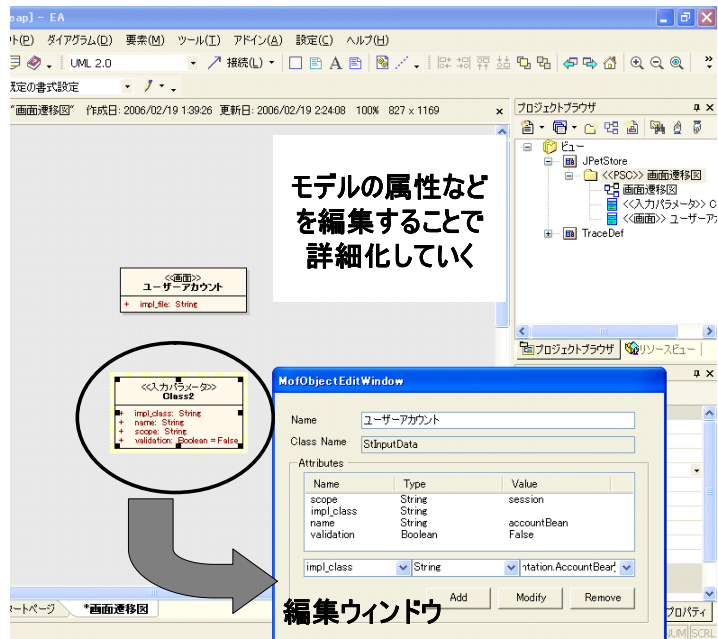 eap] - EA
ト(P) ダイアグラム(D) 要素(M) ツール(T) アドイン(A) 設定(C) ヘルプ(H)
UML 2.0 接続(L)
既定の書式設定
"画面遷移図" 作成日: 2006/02/19 1:39:26 更新日: 2006/02/19 2:24:08 100% 827 x 1169
プロジェクトブラウザ
ビュー
JPetStore
<<PSC>> 画面遷移図
画面遷移図
<<入力パラメータ>> C
<<画面>> ユーザーア
TraceDef
モデルの属性など
を編集することで
詳細化していく
<<画面>>
ユーザーアカウント
+ impl_file: String
プロジェクトブラウザ リソースビュー
<<入力パラメータ>>
Class2
+ impl_class: String
+ name: String
+ scope: String
+ validation: Boolean = False
MofObjectEditWindow
Name ユーザーアカウント
Class Name StInputData
Attributes
Name Type Value
scope String session
impl_class String
name String accountBean
validation Boolean False
impl_class String ntation.AccountBean
Add Modify Remove
編集ウィンドウ
タートページ *画面遷移図
プロパティ
NUM SCRL